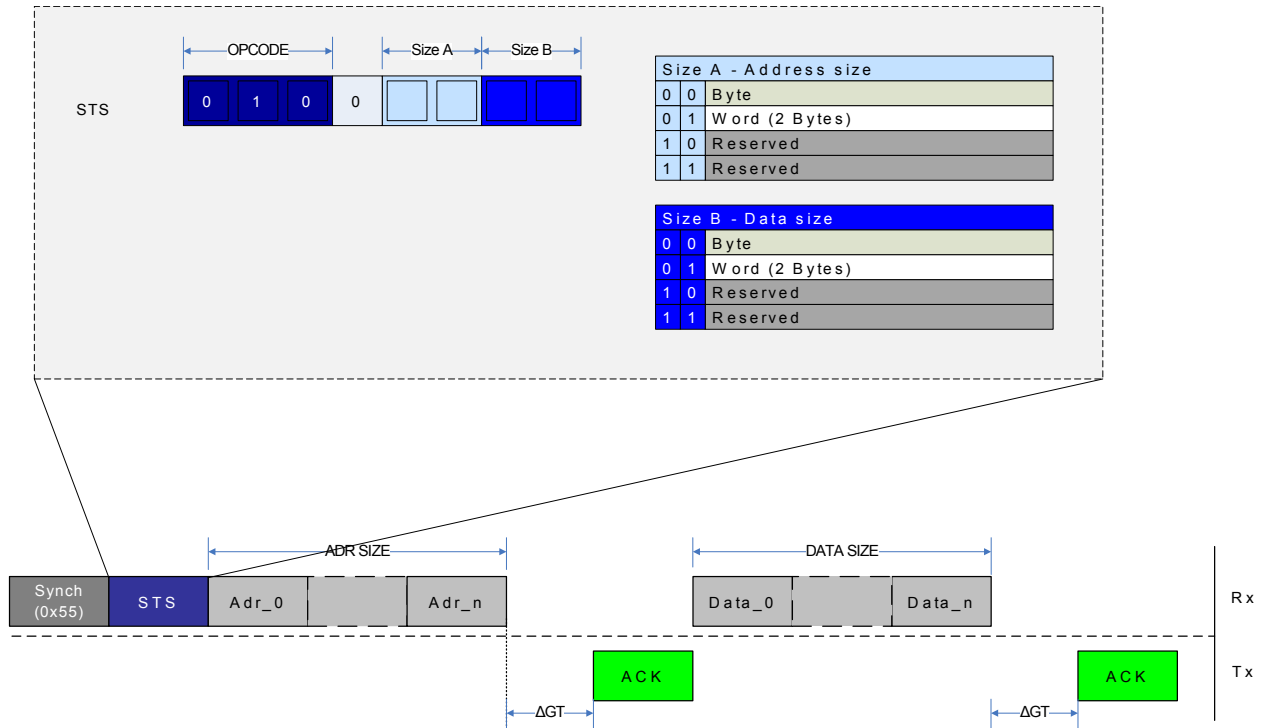 OPCODE
Size A
Size B
STS
0 1 0 0
Size A - Address size
0 0 Byte
0 1 Word (2 Bytes)
1 0 Reserved
1 1 Reserved
Size B - Data size
0 0 Byte
0 1 Word (2 Bytes)
1 0 Reserved
1 1 Reserved
ADR SIZE
DATA SIZE
Synch
(0x55)
STS
Adr_0
Adr_n
Data_0
Data_n
Rx
ACK
ACK
Tx
ΔGT
ΔGT